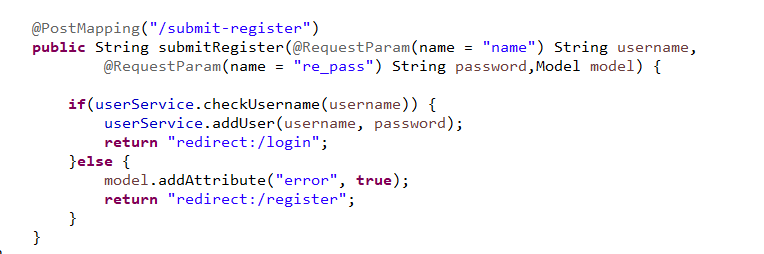 @PostMapping("/submit-register")
public String submitRegister(@RequestParam(name = "name") String username,
@RequestParam(name = "re_pass") String password,Model model) {
if(userService.checkUsername(username)) {
userService.addUser(username, password);
return "redirect:/login";
}else {
model.addAttribute("error", true);
return "redirect:/register";
}
}